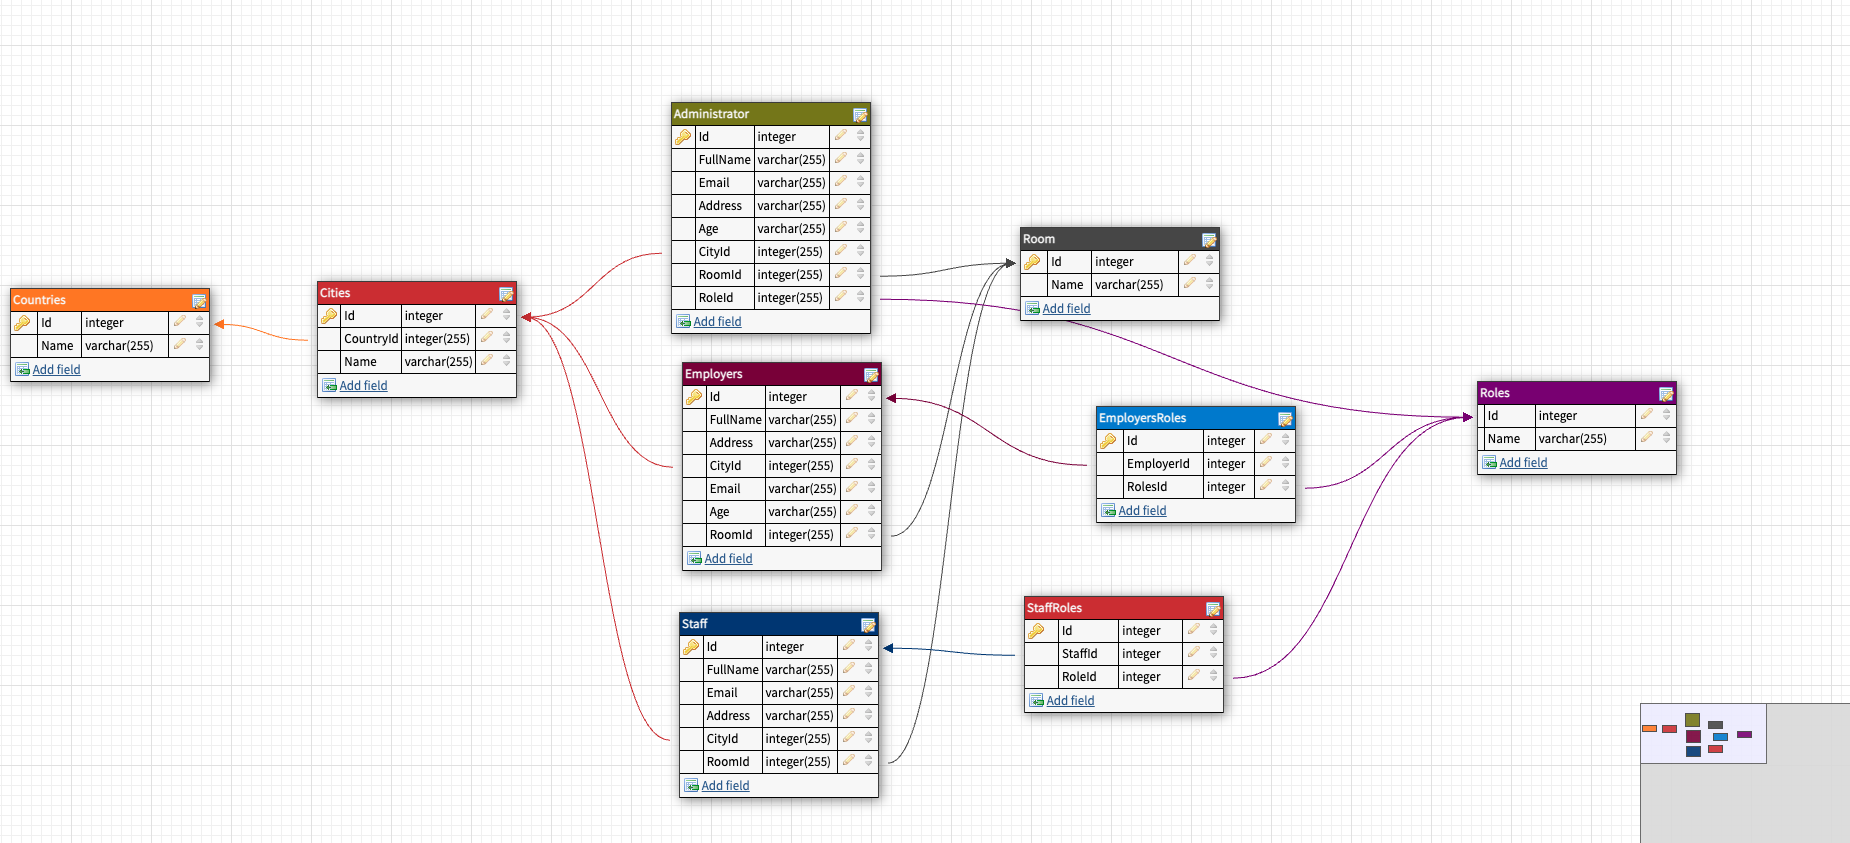 Countries
Id integer
Name varchar(255)
Add field
Cities
Id integer
CountryId integer(255)
Name varchar(255)
Add field
Administrator
Id integer
FullName varchar(255)
Email varchar(255)
Address varchar(255)
Age varchar(255)
CityId integer(255)
RoomId integer(255)
RoleId integer(255)
Add field
Employers
Id integer
FullName varchar(255)
Address varchar(255)
CityId integer(255)
Email varchar(255)
Age varchar(255)
RoomId integer(255)
Add field
Staff
Id integer
FullName varchar(255)
Email varchar(255)
Address varchar(255)
CityId integer(255)
RoomId integer(255)
Add field
Room
Id integer
Name varchar(255)
Add field
EmployersRoles
Id integer
EmployerId integer
RolesId integer
Add field
StaffRoles
Id integer
StaffId integer
RoleId integer
Add field
Roles
Id integer
Name varchar(255)
Add field